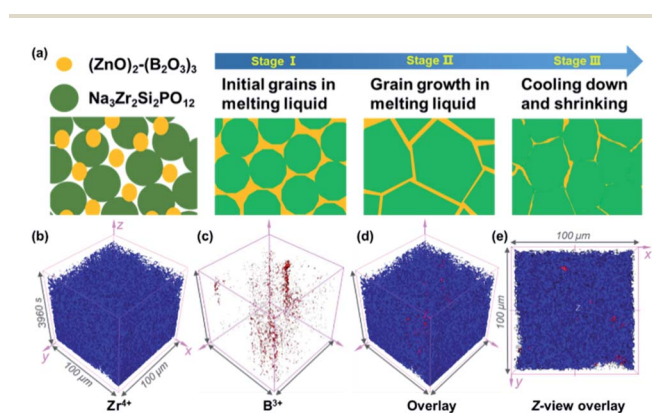 (a)
(ZnO)₂-(B₂O₃)₃
Na₃Zr₂Si₂PO₁₂
Stage Ⅰ
Stage Ⅱ
Stage Ⅲ
Initial grains in
melting liquid
Grain growth in
melting liquid
Cooling down
and shrinking
(b)
z
3960 s
y
100 μm
100 μm
x
Zr⁴⁺
(c)
B³⁺
(d)
Overlay
(e)
100 μm
x
100 μm
z
y
Z-view overlay